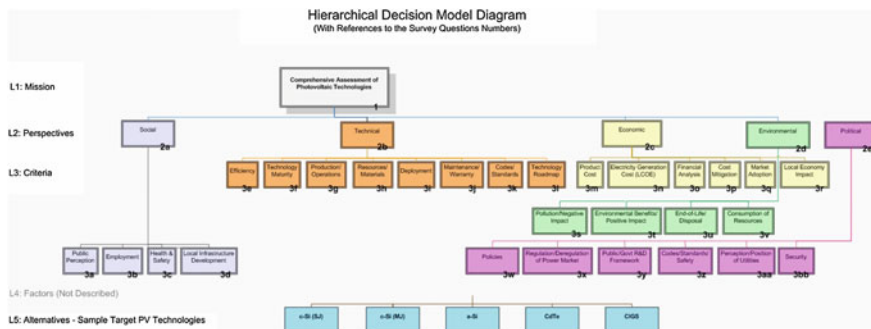 Hierarchical Decision Model Diagram
(With References to the Survey Questions Numbers)
L1: Mission
Comprehensive Assessment of
Photovoltaic Technologies
1
L2: Perspectives
Social
2a
Technical
2b
Economic
2c
Environmental
2d
Political
2e
L3: Criteria
Efficiency
3e
Technology
Maturity
3f
Production/
Operations
3g
Resources/
Materials
3h
Deployment
3i
Maintenance/
Warranty
3j
Codes/
Standards
3k
Technology
Roadmap
3l
Product
Cost
3m
Electricity Generation
Cost (LCOE)
3n
Financial
Analysis
3o
Cost
Mitigation
3p
Market
Adoption
3q
Local Economy
Impact
3r
Pollution/Negative
Impact
3s
Environmental Benefits/
Positive Impact
3t
End-of-Life/
Disposal
3u
Consumption of
Resources
3v
Public
Perception
3a
Employment
3b
Health &
Safety
3c
Local Infrastructure
Development
3d
Policies
3w
Regulation/Deregulation
of Power Market
3x
Public/Govt R&D
Framework
3y
Codes/Standards/
Safety
3z
Perception/Position
of Utilities
3aa
Security
3bb
L4: Factors (Not Described)
L5: Alternatives - Sample Target PV Technologies
c-Si (SJ)
c-Si (MJ)
a-Si
CdTe
CIGS